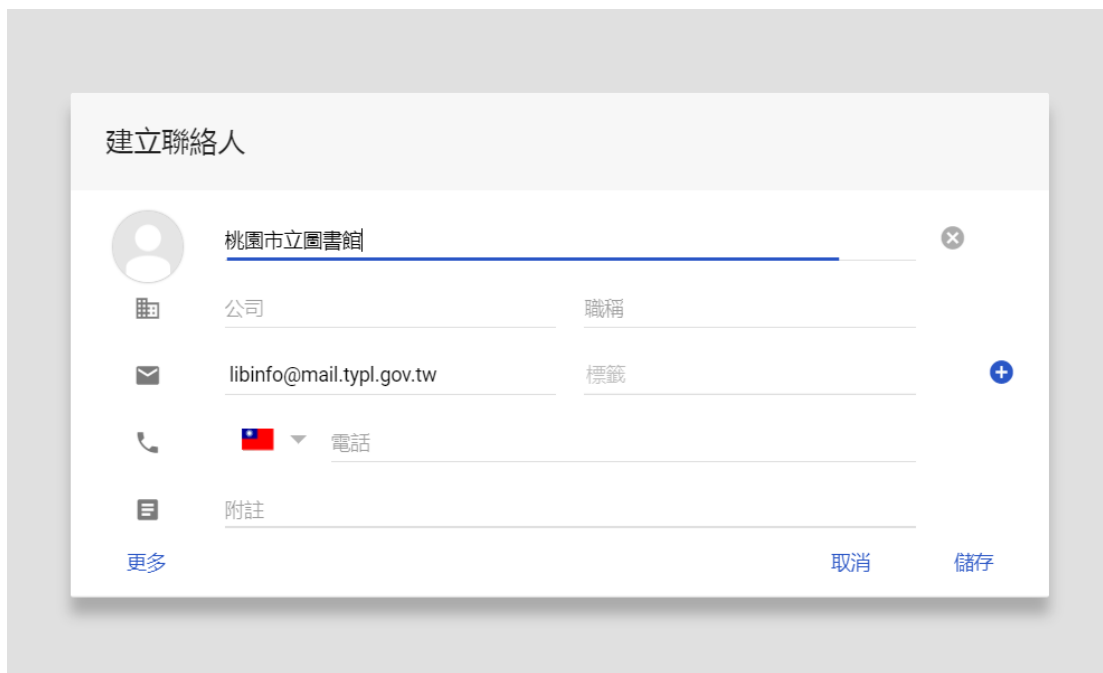 建立聯絡人
桃園市立圖書館
公司 職稱
libinfo@mail.typl.gov.tw 標籤
電話
附註
更多 取消 儲存